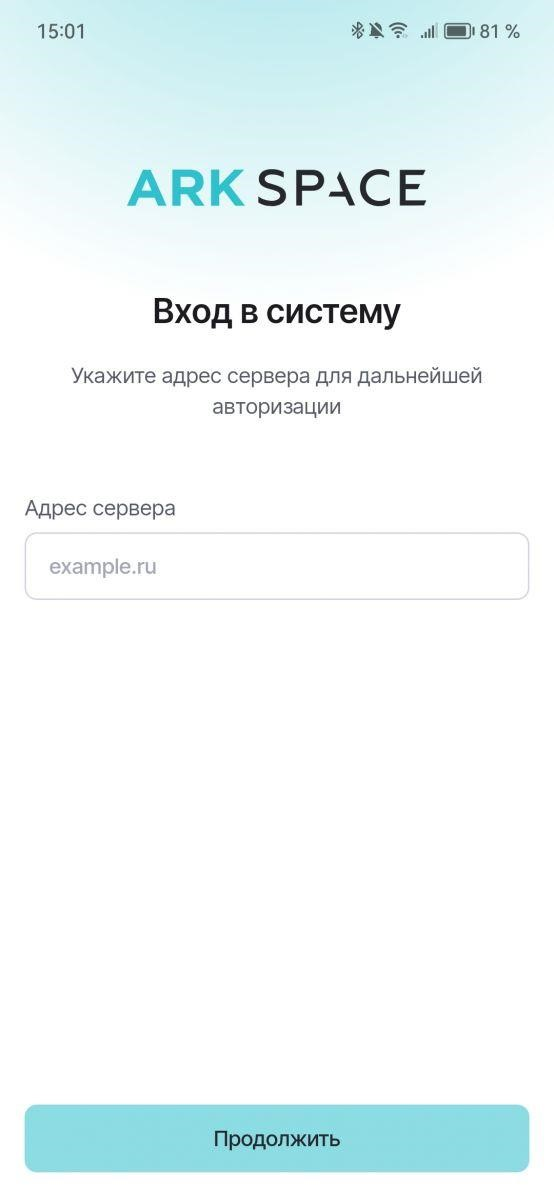 15:01
81 %
ARK SPACE
Вход в систему
Укажите адрес сервера для дальнейшей
авторизации
Адрес сервера
example.ru
Продолжить